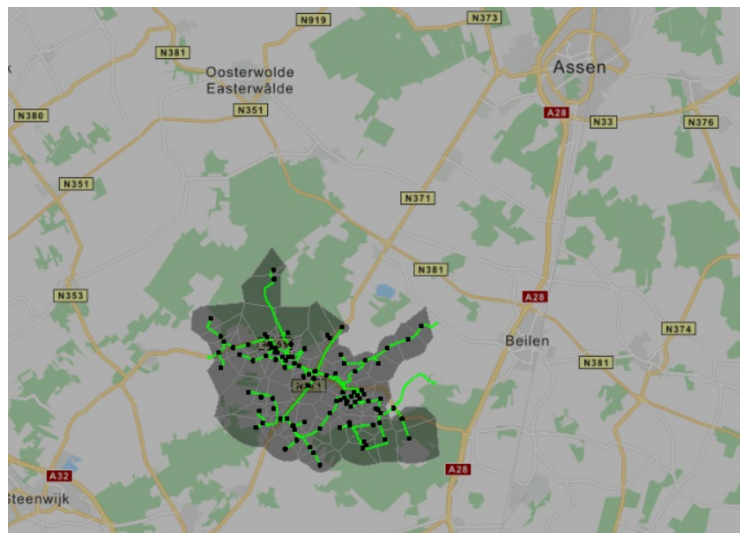 N919
N373
N381
Oosterwolde
Easterwâlde
Assen
N380
N351
A28
N33
N376
N351
N371
N381
N353
A28
N374
Beilen
N381
A28
A32
Steenwijk